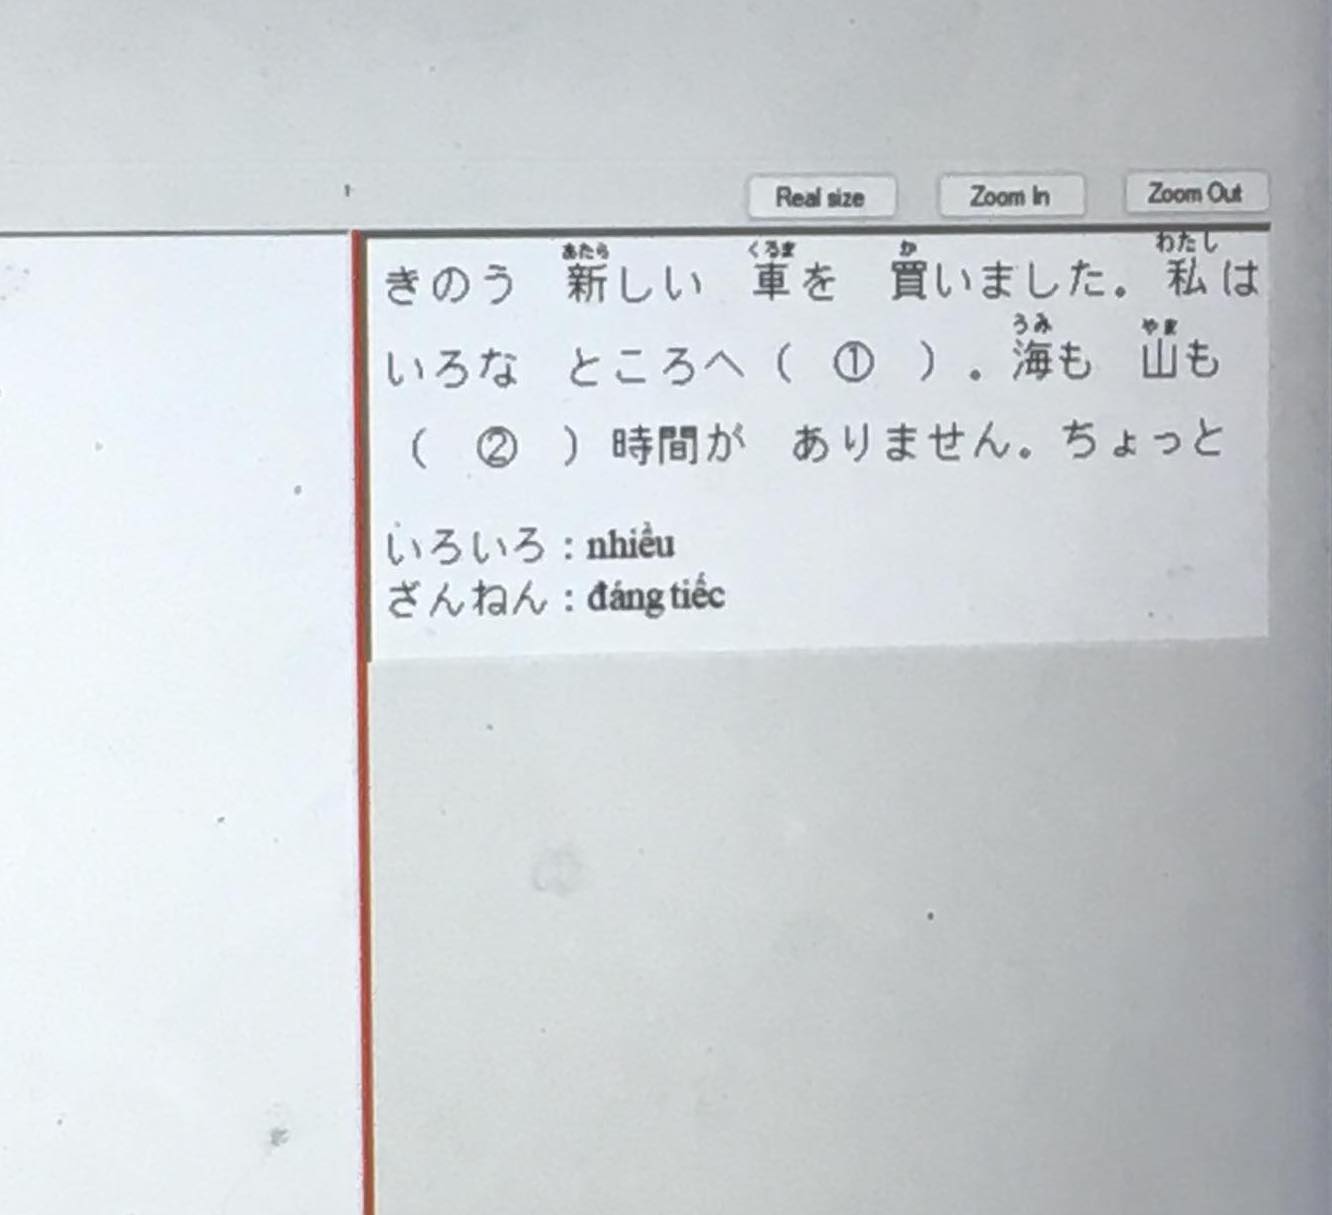 Real size Zoom In Zoom Out
きのう 新しい 車を 買いました。私は
いろな ところへ ( ① ) 。海も 山も
( ② ) 時間が ありません。ちょっと
いろいろ : nhiều
ざんねん : đáng tiếc